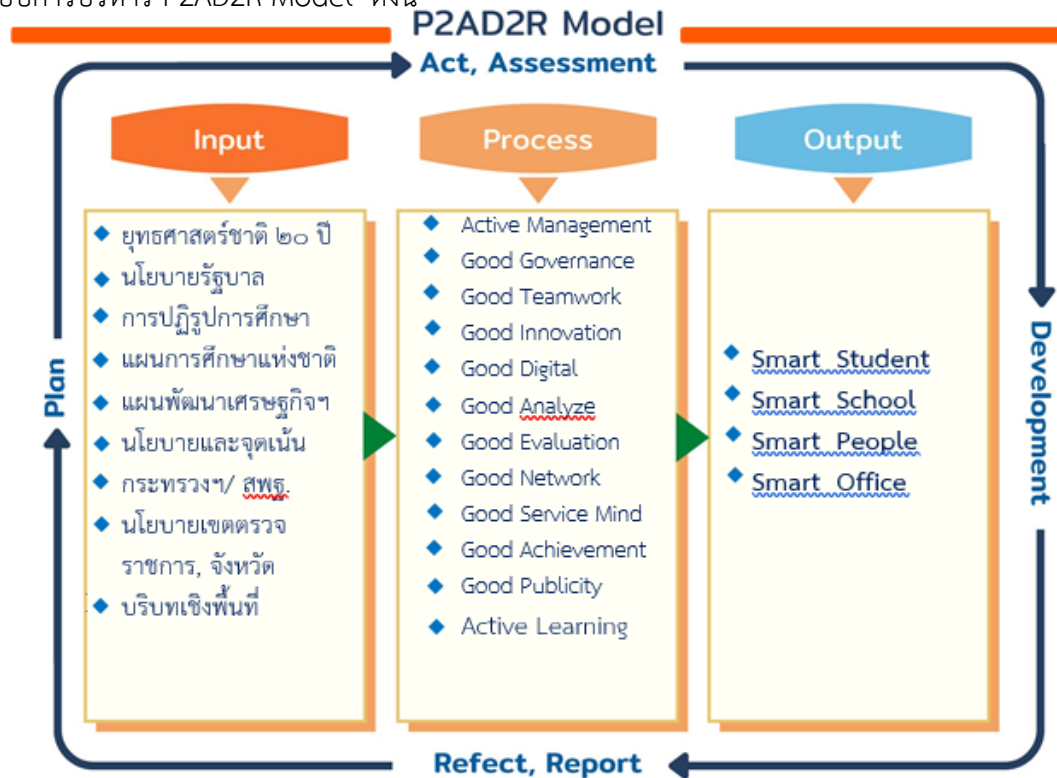 P2AD2R Model ดังนี้
P2AD2R Model
Act, Assessment
Input
Process
Output
Plan
ยุทธศาสตร์ชาติ ๒๐ ปี
นโยบายรัฐบาล
การปฏิรูปการศึกษา
แผนการศึกษาแห่งชาติ
แผนพัฒนาเศรษฐกิจฯ
นโยบายและจุดเน้น
กระทรวงฯ/ สพฐ.
นโยบายเขตตรวจ
ราชการ, จังหวัด
บริบทเชิงพื้นที่
Active Management
Good Governance
Good Teamwork
Good Innovation
Good Digital
Good Analyze
Good Evaluation
Good Network
Good Service Mind
Good Achievement
Good Publicity
Active Learning
Smart Student
Smart School
Smart People
Smart Office
Development
Refect, Report